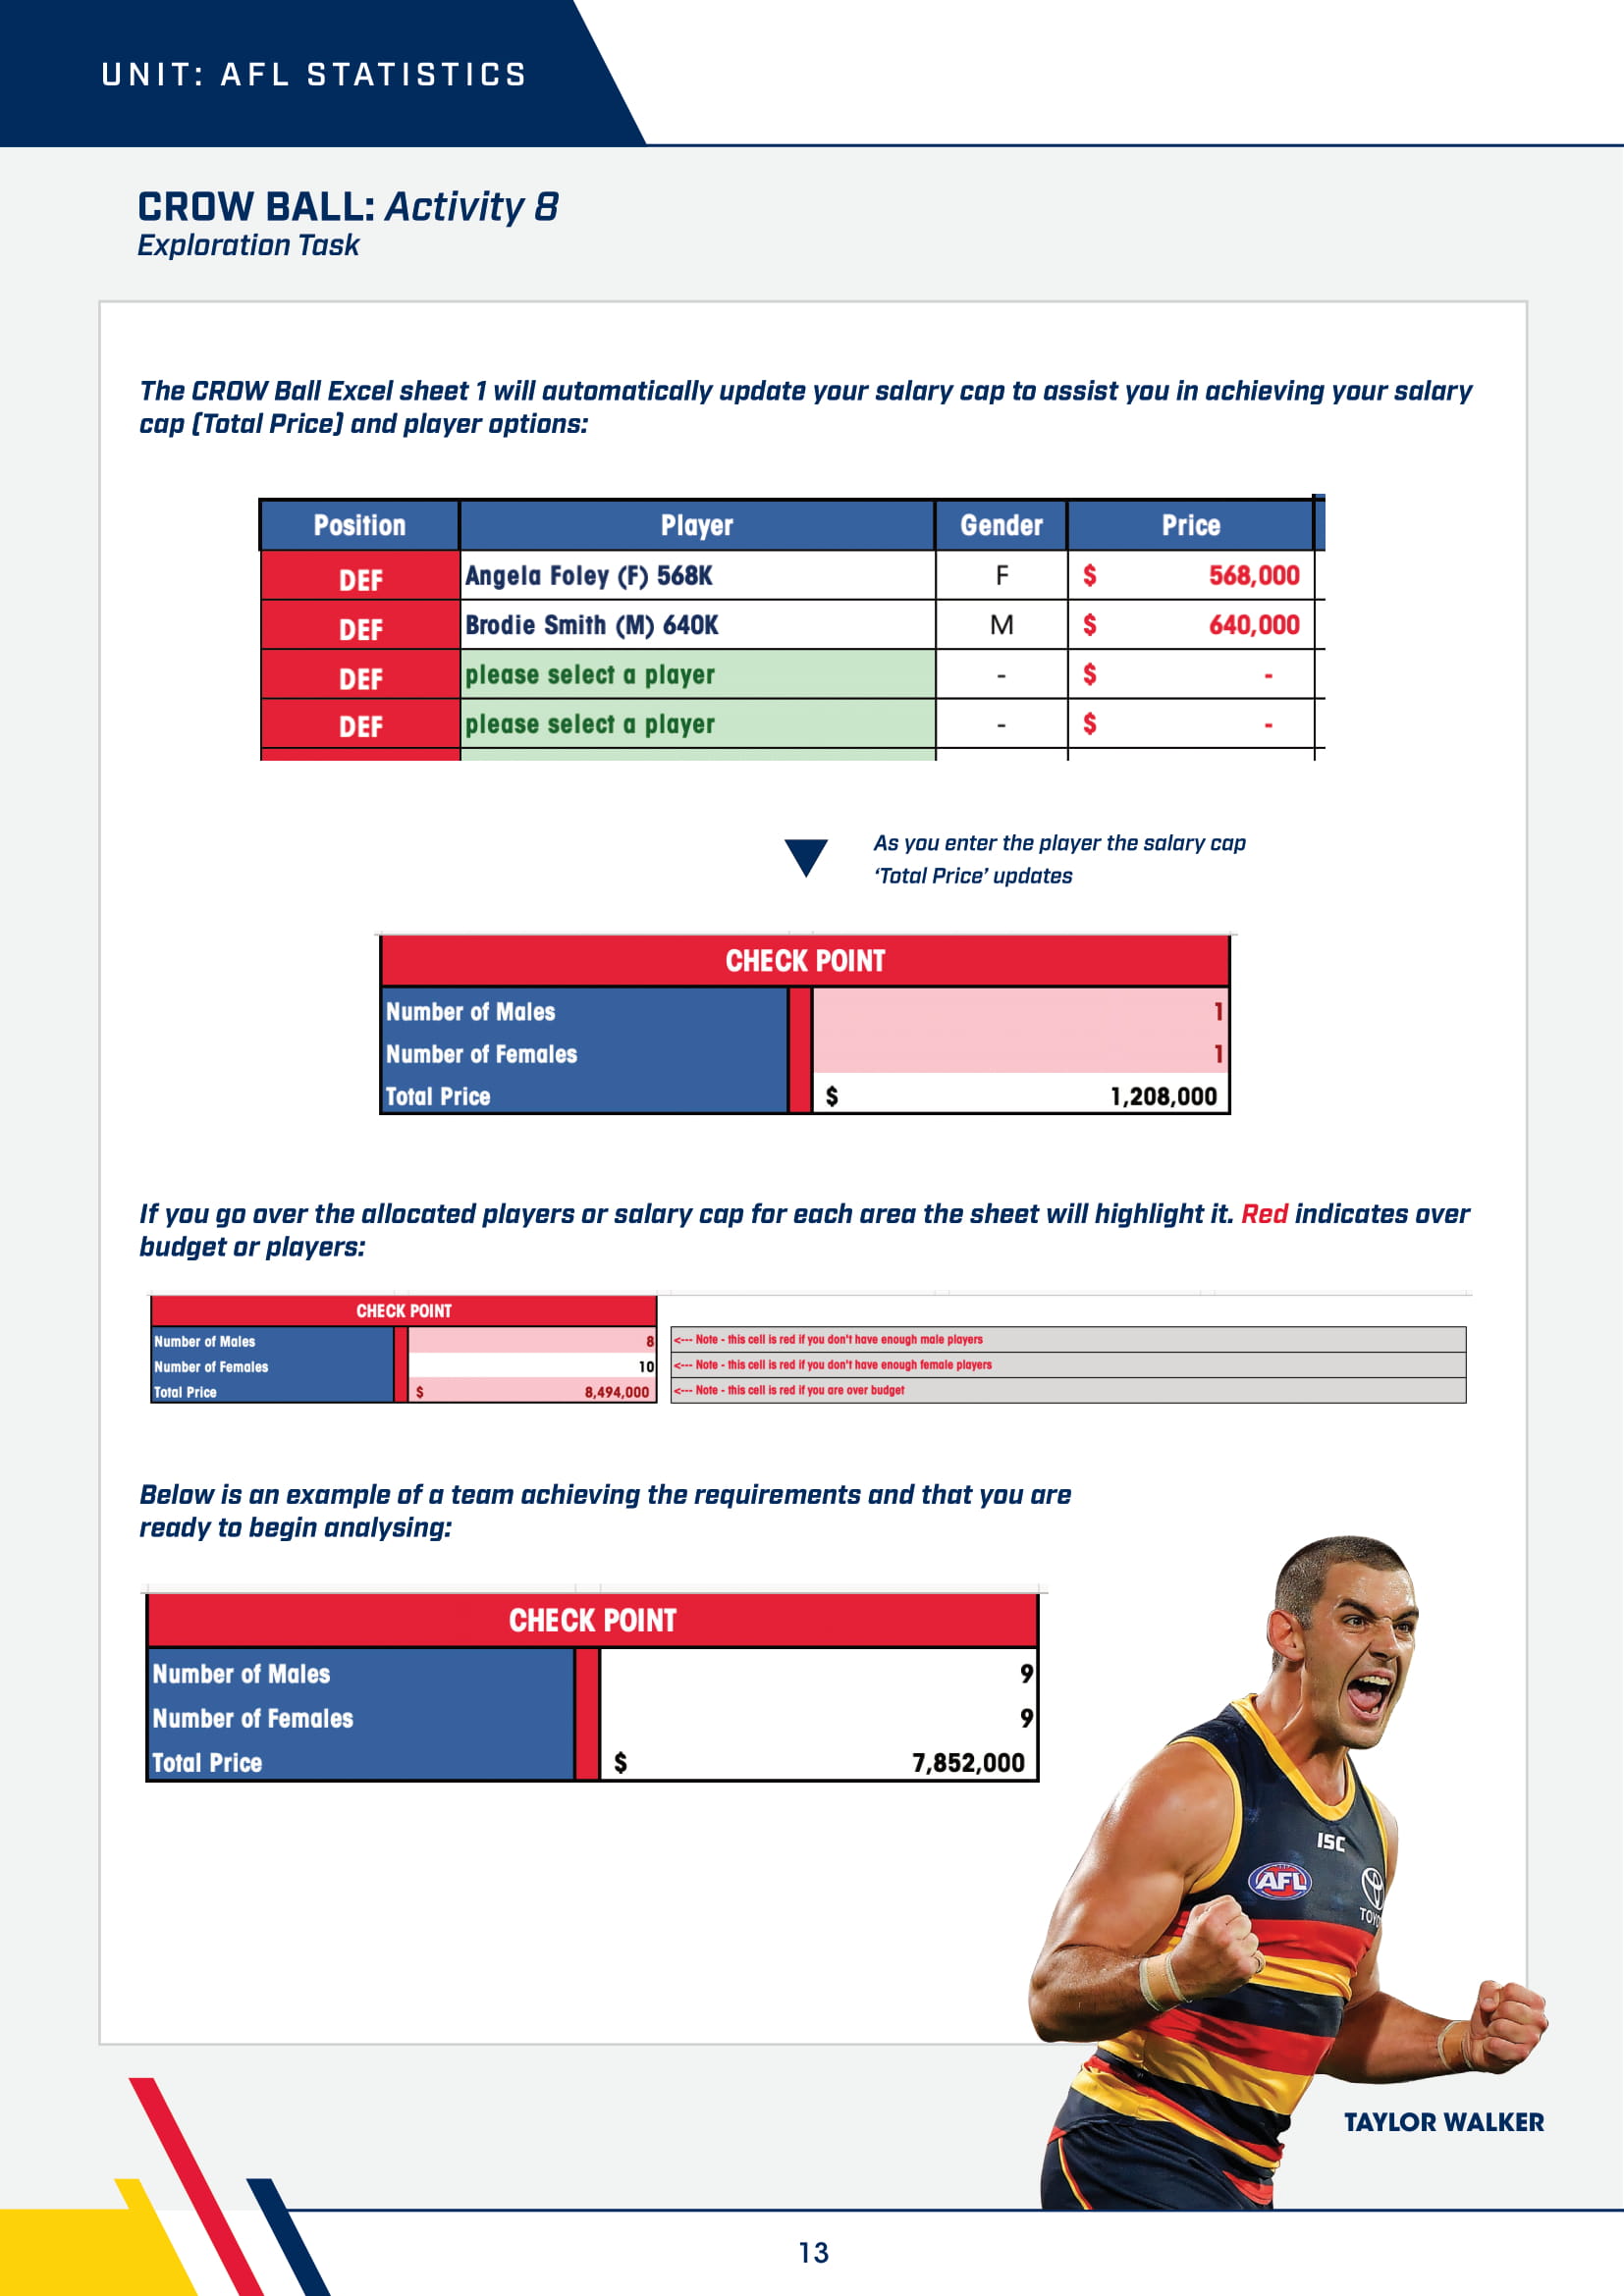 UNIT: AFL STATISTICS
CROW BALL: Activity 8
Exploration Task
The CROW Ball Excel sheet 1 will automatically update your salary cap to assist you in achieving your salary
cap (Total Price) and player options:
Position Player Gender Price
DEF Angela Foley (F) 568K F $ 568,000
DEF Brodie Smith (M) 640K M $ 640,000
DEF please select a player - $ -
DEF please select a player - $ -
As you enter the player the salary cap
‘Total Price’ updates
CHECK POINT
Number of Males 1
Number of Females 1
Total Price $ 1,208,000
If you go over the allocated players or salary cap for each area the sheet will highlight it. Red indicates over
budget or players:
CHECK POINT
Number of Males 8 <--- Note - this cell is red if you don't have enough male players
Number of Females 10 <--- Note - this cell is red if you don't have enough female players
Total Price $ 8,494,000 <--- Note - this cell is red if you are over budget
Below is an example of a team achieving the requirements and that you are
ready to begin analysing:
CHECK POINT
Number of Males 9
Number of Females 9
Total Price $ 7,852,000
ISC
AFL
TOYO
TAYLOR WALKER
13